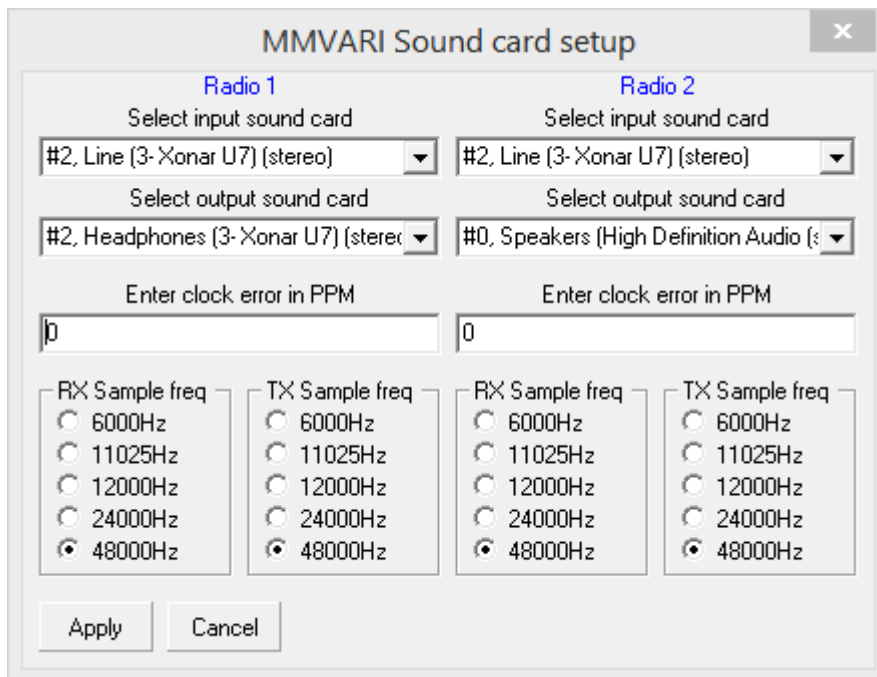 MMVARI Sound card setup
Radio 1
Select input sound card
#2, Line (3- Xonar U7) (stereo)
Select output sound card
#2, Headphones (3- Xonar U7) (stered
Enter clock error in PPM
0
RX Sample freq
6000Hz
11025Hz
12000Hz
24000Hz
48000Hz
TX Sample freq
6000Hz
11025Hz
12000Hz
24000Hz
48000Hz
Radio 2
Select input sound card
#2, Line (3- Xonar U7) (stereo)
Select output sound card
#0, Speakers (High Definition Audio (s
Enter clock error in PPM
0
RX Sample freq
6000Hz
11025Hz
12000Hz
24000Hz
48000Hz
TX Sample freq
6000Hz
11025Hz
12000Hz
24000Hz
48000Hz
Apply
Cancel